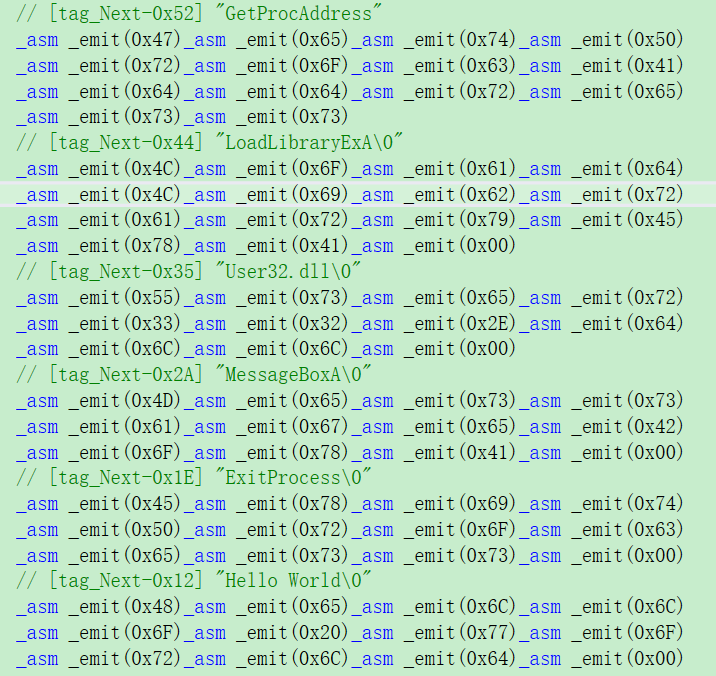 // [tag_Next-0x52] "GetProcAddress"
_asm _emit(0x47)_asm _emit(0x65)_asm _emit(0x74)_asm _emit(0x50)
_asm _emit(0x72)_asm _emit(0x6F)_asm _emit(0x63)_asm _emit(0x41)
_asm _emit(0x64)_asm _emit(0x64)_asm _emit(0x72)_asm _emit(0x65)
_asm _emit(0x73)_asm _emit(0x73)
// [tag_Next-0x44] "LoadLibraryExA\0"
_asm _emit(0x4C)_asm _emit(0x6F)_asm _emit(0x61)_asm _emit(0x64)
_asm _emit(0x4C)_asm _emit(0x69)_asm _emit(0x62)_asm _emit(0x72)
_asm _emit(0x61)_asm _emit(0x72)_asm _emit(0x79)_asm _emit(0x45)
_asm _emit(0x78)_asm _emit(0x41)_asm _emit(0x00)
// [tag_Next-0x35] "User32.dll\0"
_asm _emit(0x55)_asm _emit(0x73)_asm _emit(0x65)_asm _emit(0x72)
_asm _emit(0x33)_asm _emit(0x32)_asm _emit(0x2E)_asm _emit(0x64)
_asm _emit(0x6C)_asm _emit(0x6C)_asm _emit(0x00)
// [tag_Next-0x2A] "MessageBoxA\0"
_asm _emit(0x4D)_asm _emit(0x65)_asm _emit(0x73)_asm _emit(0x73)
_asm _emit(0x61)_asm _emit(0x67)_asm _emit(0x65)_asm _emit(0x42)
_asm _emit(0x6F)_asm _emit(0x78)_asm _emit(0x41)_asm _emit(0x00)
// [tag_Next-0x1E] "ExitProcess\0"
_asm _emit(0x45)_asm _emit(0x78)_asm _emit(0x69)_asm _emit(0x74)
_asm _emit(0x50)_asm _emit(0x72)_asm _emit(0x6F)_asm _emit(0x63)
_asm _emit(0x65)_asm _emit(0x73)_asm _emit(0x73)_asm _emit(0x00)
// [tag_Next-0x12] "Hello World\0"
_asm _emit(0x48)_asm _emit(0x65)_asm _emit(0x6C)_asm _emit(0x6C)
_asm _emit(0x6F)_asm _emit(0x20)_asm _emit(0x77)_asm _emit(0x6F)
_asm _emit(0x72)_asm _emit(0x6C)_asm _emit(0x64)_asm _emit(0x00)